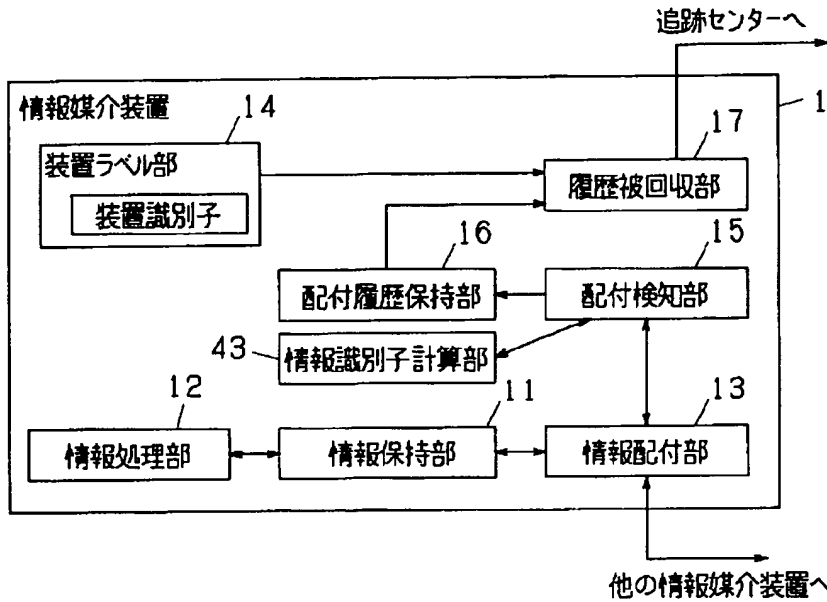 追跡センターへ
情報媒介装置
14
1
装置ラベル部
装置識別子
17
履歴被回収部
16
15
配付履歴保持部
配付検知部
43
情報識別子計算部
12
11
13
情報処理部
情報保持部
情報配付部
他の情報媒介装置へ